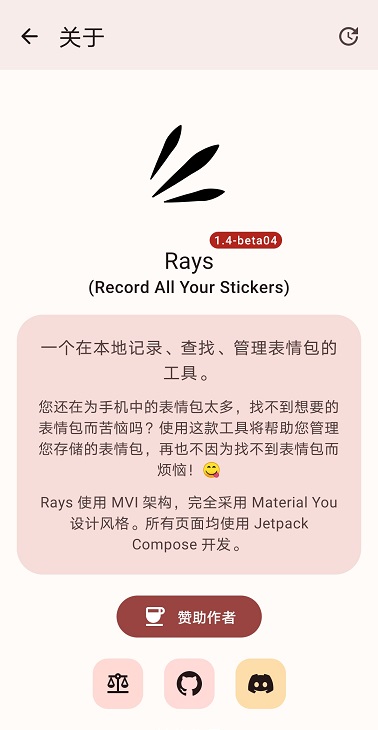 关于
1.4-beta04
Rays
(Record All Your Stickers)
一个在本地记录、查找、管理表情包的
工具。
您还在为手机中的表情包太多，找不到想要的
表情包而苦恼吗？使用这款工具将帮助您管理
您存储的表情包，再也不因为找不到表情包而
烦恼！😋
Rays 使用 MVI 架构，完全采用 Material You
设计风格。所有页面均使用 Jetpack
Compose 开发。
赞助作者